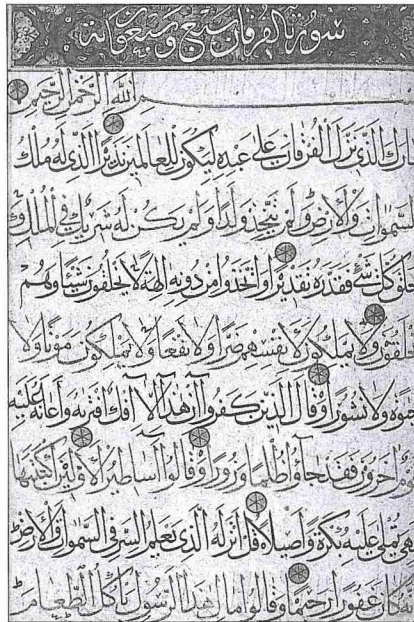 سورة الفرقان سبع وسبعون آية
بسم الله الرحمن الرحيم
تبارك الذي نزل الفرقان على عبده ليكون للعالمين نذيرا الذي له ملك
السموات والارض ولم يتخذ ولدا ولم يكن له شريك في الملك و
خلق كل شئ فقدره تقديرا واتخذوا من دونه الهة لا يخلقون شيئا وهم
يخلقون ولا يملكون لانفسهم ضرا ولا نفعا ولا يملكون موتا ولا
حيوة ولا نشورا وقال الذين كفروا ان هذا الا افك افتريه واعانه عليه
قوم اخرون فقد جاؤا ظلما وزورا وقالوا اساطير الاولين اكتتبها
فهي تملى عليه بكرة واصيلا قل انزله الذي يعلم السر في السموات والارض
انه كان غفورا رحيما وقالوا مال هذا الرسول ياكل الطعام